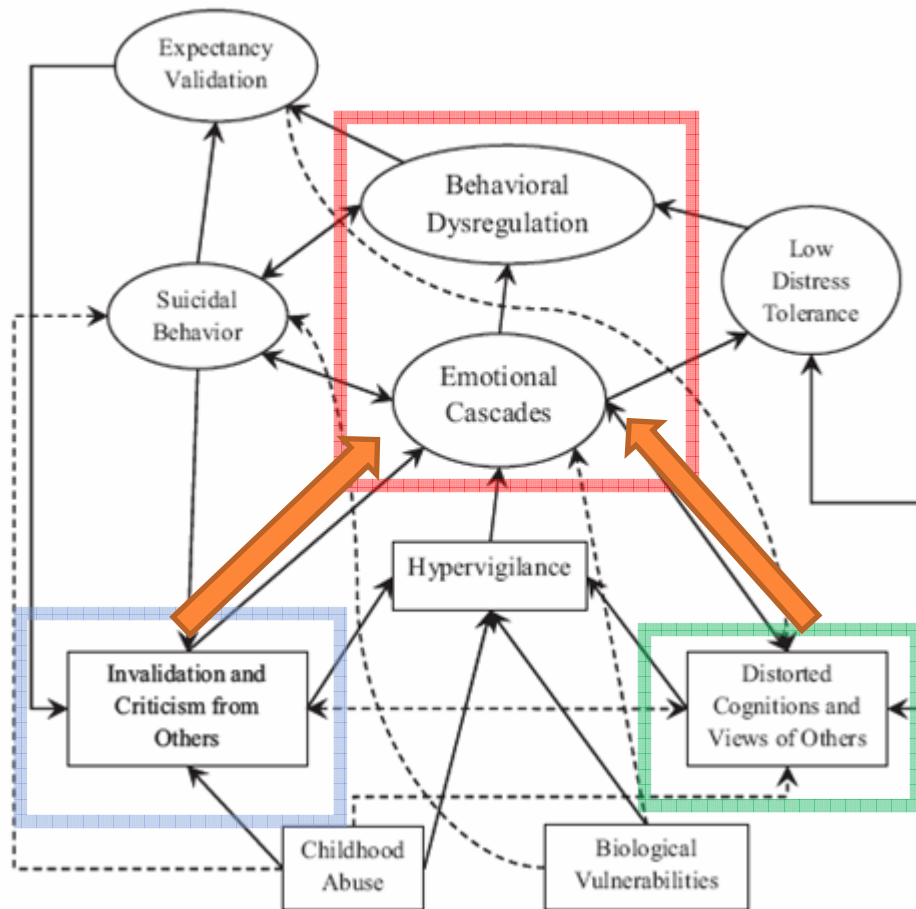 Expectancy
Validation
Behavioral
Dysregulation
Low
Distress
Tolerance
Suicidal
Behavior
Emotional
Cascades
Hypervigilance
Invalidation and
Criticism from
Others
Distorted
Cognitions and
Views of Others
Childhood
Abuse
Biological
Vulnerabilities